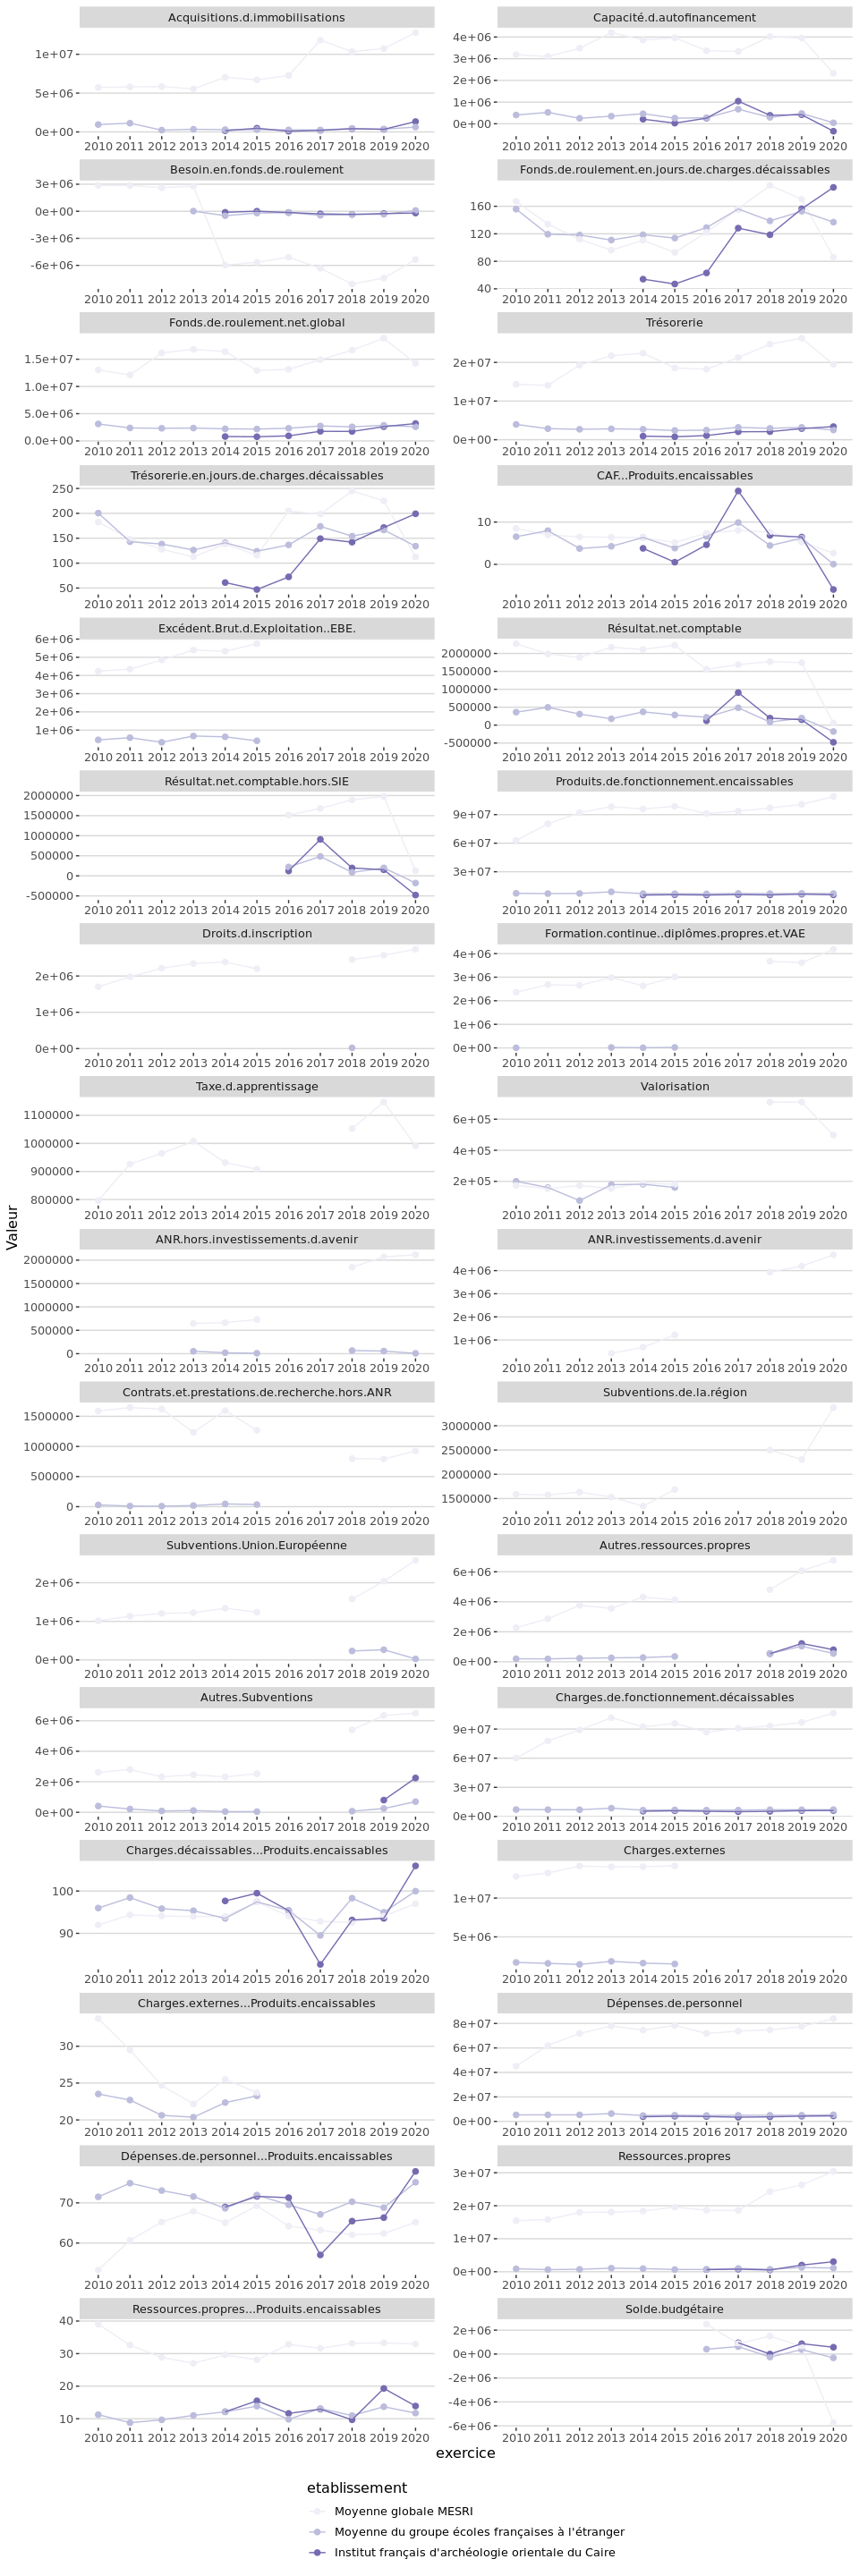 Acquisitions.d.immobilisations
1e+07
5e+06
0e+00
2010 2011 2012 2013 2014 2015 2016 2017 2018 2019 2020
Capacité.d.autofinancement
4e+06
3e+06
2e+06
1e+06
0e+00
2010 2011 2012 2013 2014 2015 2016 2017 2018 2019 2020
Besoin.en.fonds.de.roulement
3e+06
0e+00
-3e+06
-6e+06
2010 2011 2012 2013 2014 2015 2016 2017 2018 2019 2020
Fonds.de.roulement.en.jours.de.charges.décaissables
160
120
80
40
2010 2011 2012 2013 2014 2015 2016 2017 2018 2019 2020
Fonds.de.roulement.net.global
1.5e+07
1.0e+07
5.0e+06
0.0e+00
2010 2011 2012 2013 2014 2015 2016 2017 2018 2019 2020
Trésorerie
2e+07
1e+07
0e+00
2010 2011 2012 2013 2014 2015 2016 2017 2018 2019 2020
Trésorerie.en.jours.de.charges.décaissables
250
200
150
100
50
2010 2011 2012 2013 2014 2015 2016 2017 2018 2019 2020
CAF...Produits.encaissables
10
0
2010 2011 2012 2013 2014 2015 2016 2017 2018 2019 2020
Excédent.Brut.d.Exploitation..EBE.
6e+06
5e+06
4e+06
3e+06
2e+06
1e+06
2010 2011 2012 2013 2014 2015 2016 2017 2018 2019 2020
Résultat.net.comptable
2000000
1500000
1000000
500000
0
-500000
2010 2011 2012 2013 2014 2015 2016 2017 2018 2019 2020
Résultat.net.comptable.hors.SIE
2000000
1500000
1000000
500000
0
-500000
2010 2011 2012 2013 2014 2015 2016 2017 2018 2019 2020
Produits.de.fonctionnement.encaissables
9e+07
6e+07
3e+07
2010 2011 2012 2013 2014 2015 2016 2017 2018 2019 2020
Droits.d.inscription
2e+06
1e+06
0e+00
2010 2011 2012 2013 2014 2015 2016 2017 2018 2019 2020
Formation.continue..diplômes.propres.et.VAE
4e+06
3e+06
2e+06
1e+06
0e+00
2010 2011 2012 2013 2014 2015 2016 2017 2018 2019 2020
Taxe.d.apprentissage
1100000
1000000
900000
800000
2010 2011 2012 2013 2014 2015 2016 2017 2018 2019 2020
Valorisation
6e+05
4e+05
2e+05
2010 2011 2012 2013 2014 2015 2016 2017 2018 2019 2020
Valeur
ANR.hors.investissements.d.avenir
2000000
1500000
1000000
500000
0
2010 2011 2012 2013 2014 2015 2016 2017 2018 2019 2020
ANR.investissements.d.avenir
4e+06
3e+06
2e+06
1e+06
2010 2011 2012 2013 2014 2015 2016 2017 2018 2019 2020
Contrats.et.prestations.de.recherche.hors.ANR
1500000
1000000
500000
0
2010 2011 2012 2013 2014 2015 2016 2017 2018 2019 2020
Subventions.de.la.région
3000000
2500000
2000000
1500000
2010 2011 2012 2013 2014 2015 2016 2017 2018 2019 2020
Subventions.Union.Européenne
2e+06
1e+06
0e+00
2010 2011 2012 2013 2014 2015 2016 2017 2018 2019 2020
Autres.ressources.propres
6e+06
4e+06
2e+06
0e+00
2010 2011 2012 2013 2014 2015 2016 2017 2018 2019 2020
Autres.Subventions
6e+06
4e+06
2e+06
0e+00
2010 2011 2012 2013 2014 2015 2016 2017 2018 2019 2020
Charges.de.fonctionnement.décaissables
9e+07
6e+07
3e+07
0e+00
2010 2011 2012 2013 2014 2015 2016 2017 2018 2019 2020
Charges.décaissables...Produits.encaissables
100
90
2010 2011 2012 2013 2014 2015 2016 2017 2018 2019 2020
Charges.externes
1e+07
5e+06
2010 2011 2012 2013 2014 2015 2016 2017 2018 2019 2020
Charges.externes...Produits.encaissables
30
25
20
2010 2011 2012 2013 2014 2015 2016 2017 2018 2019 2020
Dépenses.de.personnel
8e+07
6e+07
4e+07
2e+07
0e+00
2010 2011 2012 2013 2014 2015 2016 2017 2018 2019 2020
Dépenses.de.personnel...Produits.encaissables
70
60
2010 2011 2012 2013 2014 2015 2016 2017 2018 2019 2020
Ressources.propres
3e+07
2e+07
1e+07
0e+00
2010 2011 2012 2013 2014 2015 2016 2017 2018 2019 2020
Ressources.propres...Produits.encaissables
40
30
20
10
2010 2011 2012 2013 2014 2015 2016 2017 2018 2019 2020
Solde.budgétaire
2e+06
0e+00
-2e+06
-4e+06
-6e+06
2010 2011 2012 2013 2014 2015 2016 2017 2018 2019 2020
exercice
etablissement
Moyenne globale MESRI
Moyenne du groupe écoles françaises à l'étranger
Institut français d'archéologie orientale du Caire